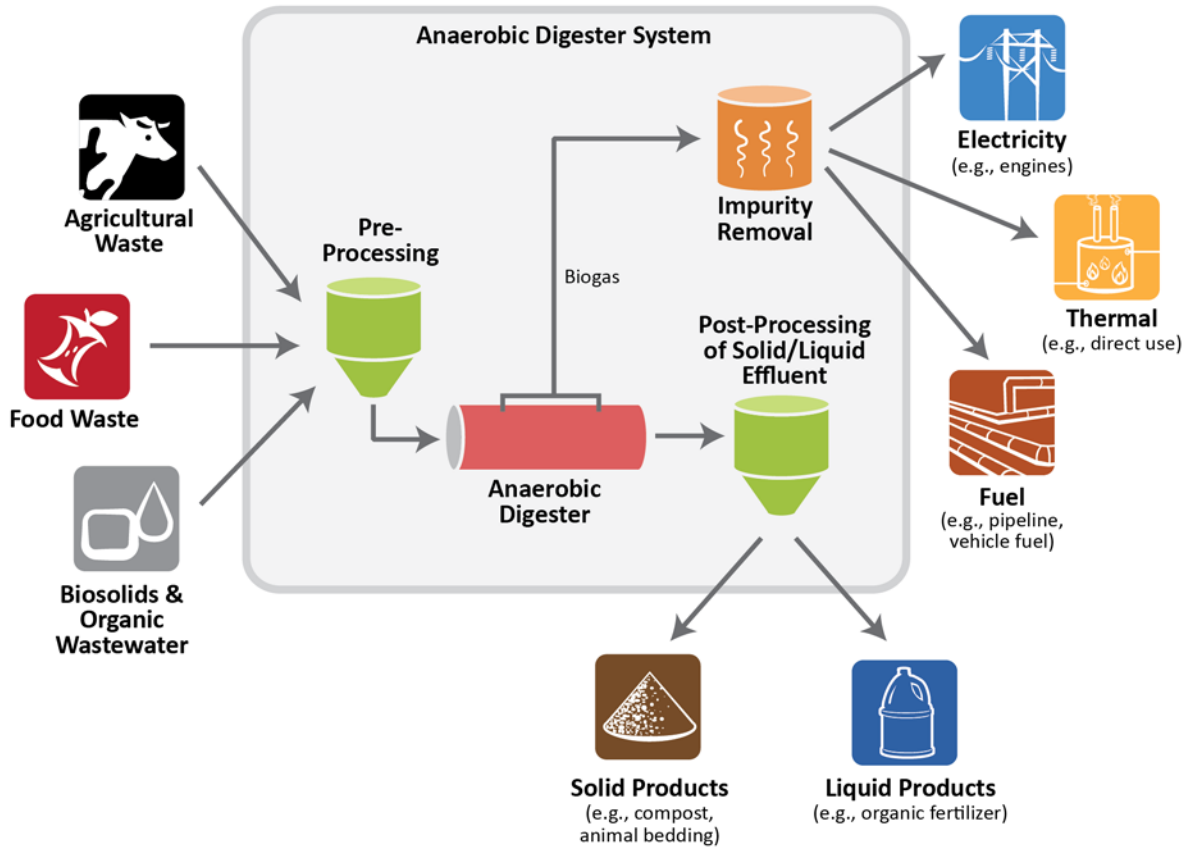 Anaerobic Digester System
Agricultural
Waste
Food Waste
Biosolids &
Organic
Wastewater
Pre-
Processing
Anaerobic
Digester
Biogas
Impurity
Removal
Post-Processing
of Solid/Liquid
Effluent
Electricity
(e.g., engines)
Thermal
(e.g., direct use)
Fuel
(e.g., pipeline,
vehicle fuel)
Solid Products
(e.g., compost,
animal bedding)
Liquid Products
(e.g., organic fertilizer)